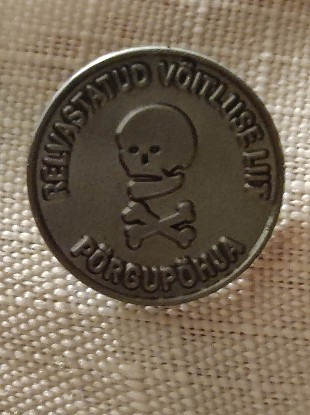 RELVASTATUD VÕITLUSE LIIT
PÕRGUPÕHJA